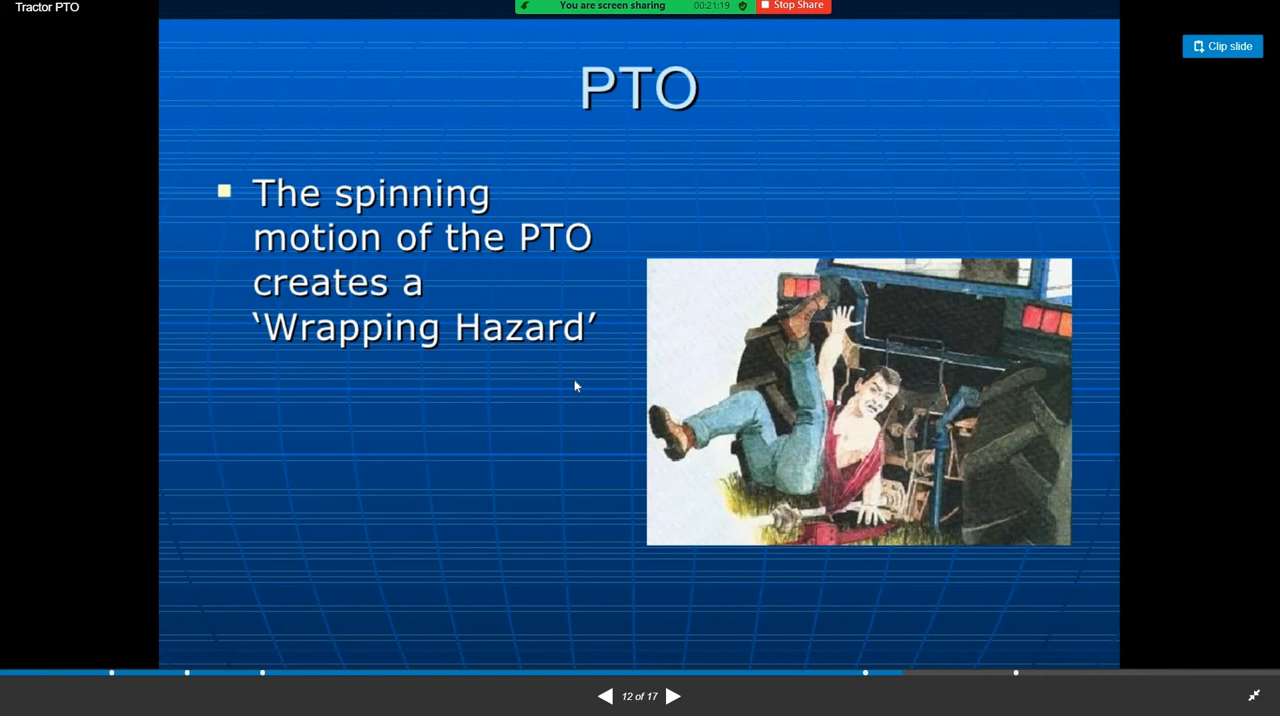 Tractor PTO
You are screen sharing
00:21:19
Stop Share
Clip slide
PTO
The spinning
motion of the PTO
creates a
‘Wrapping Hazard’
12 of 17